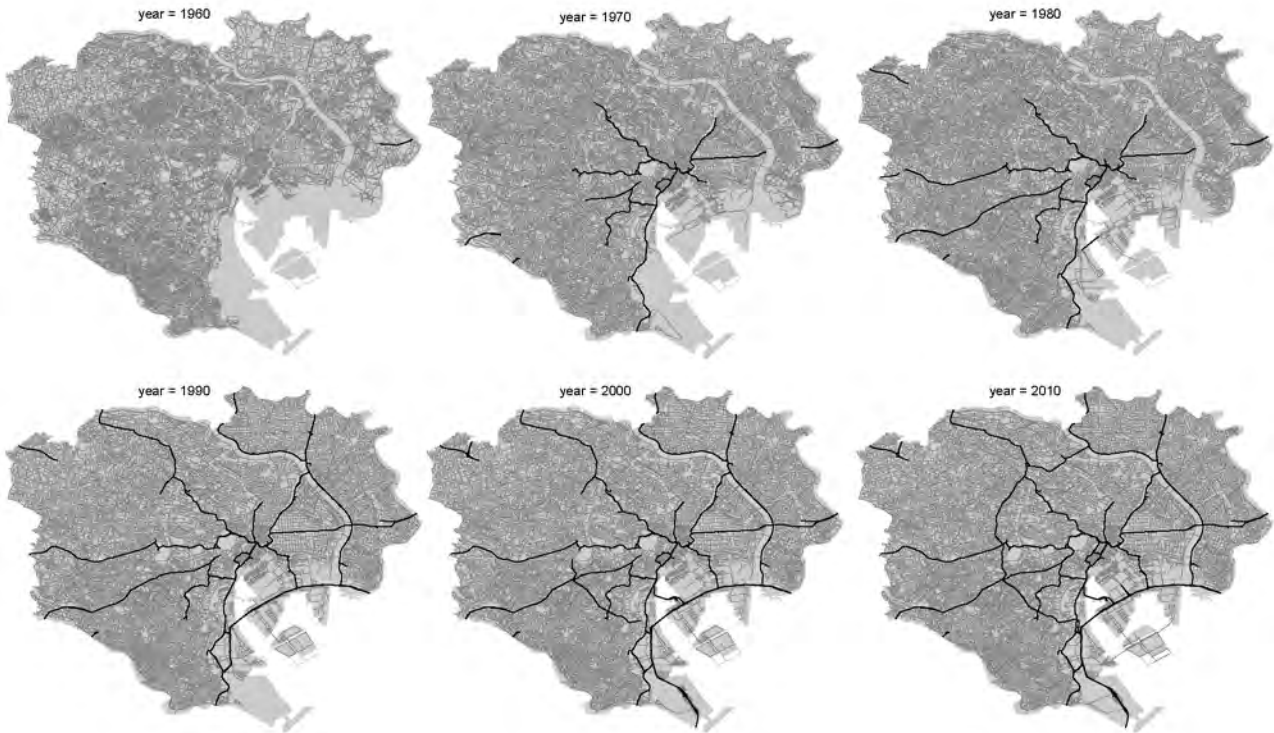 year = 1960
year = 1970
year = 1980
year = 1990
year = 2000
year = 2010